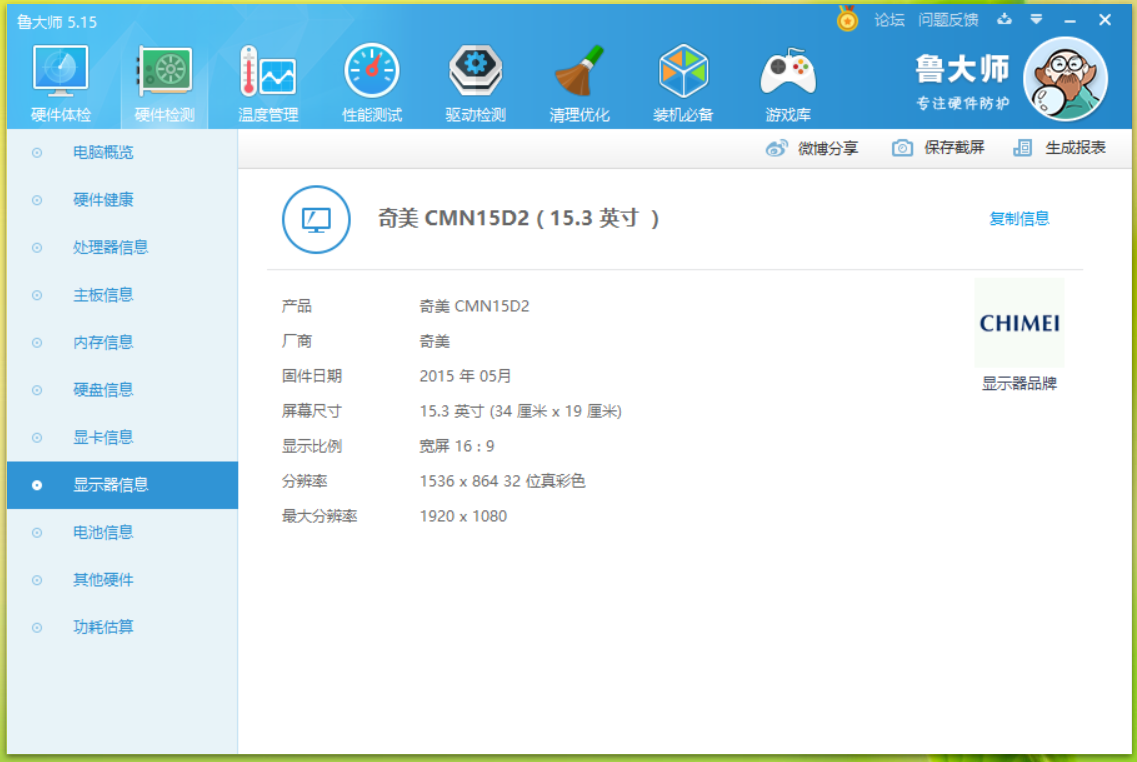 鲁大师 5.15
论坛 问题反馈
硬件体检 硬件检测 温度管理 性能测试 驱动检测 清理优化 装机必备 游戏库
鲁大师
专注硬件防护
微博分享 保存截屏 生成报表
电脑概览
硬件健康
处理器信息
主板信息
内存信息
硬盘信息
显卡信息
显示器信息
电池信息
其他硬件
功耗估算
奇美 CMN15D2 ( 15.3 英寸 )
复制信息
产品 奇美 CMN15D2
厂商 奇美
固件日期 2015 年 05月
屏幕尺寸 15.3 英寸 (34 厘米 x 19 厘米)
显示比例 宽屏 16 : 9
分辨率 1536 x 864 32 位真彩色
最大分辨率 1920 x 1080
CHIMEI
显示器品牌